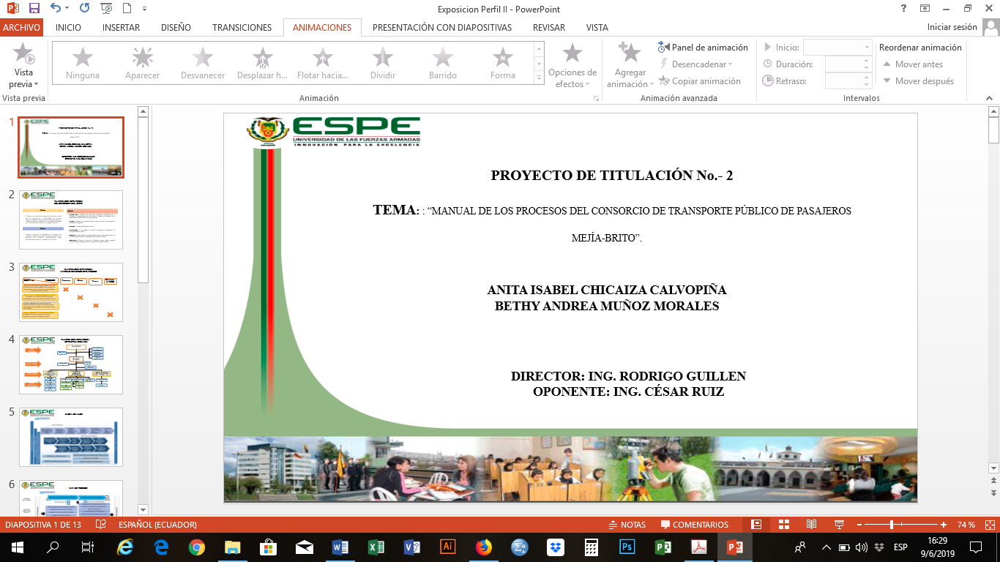 Exposicion Perfil II - PowerPoint
ARCHIVO INICIO INSERTAR DISEÑO TRANSICIONES ANIMACIONES PRESENTACIÓN CON DIAPOSITIVAS REVISAR VISTA Iniciar sesión
Vista previa
Ninguna Aparecer Desvanecer Desplazar h... Flotar hacia... Dividir Barrido Forma
Opciones de efectos
Agregar animación
Panel de animación
Desencadenar
Copiar animación
Inicio:
Duración:
Retraso:
Reordenar animación
Mover antes
Mover después
Vista previa Animación Animación avanzada Intervalos
1
2
ESPE
3
ESPE
4
ESPE
5
ESPE
6
ESPE
ESPE
UNIVERSIDAD DE LAS FUERZAS ARMADAS
INNOVACIÓN PARA LA EXCELENCIA
PROYECTO DE TITULACIÓN No.- 2
TEMA: : “MANUAL DE LOS PROCESOS DEL CONSORCIO DE TRANSPORTE PÚBLICO DE PASAJEROS
MEJÍA-BRITO”.
ANITA ISABEL CHICAIZA CALVOPIÑA
BETHY ANDREA MUÑOZ MORALES
DIRECTOR: ING. RODRIGO GUILLEN
OPONENTE: ING. CÉSAR RUIZ
DIAPOSITIVA 1 DE 13 ESPAÑOL (ECUADOR) NOTAS COMENTARIOS 74 %
ESP
16:29
9/6/2019